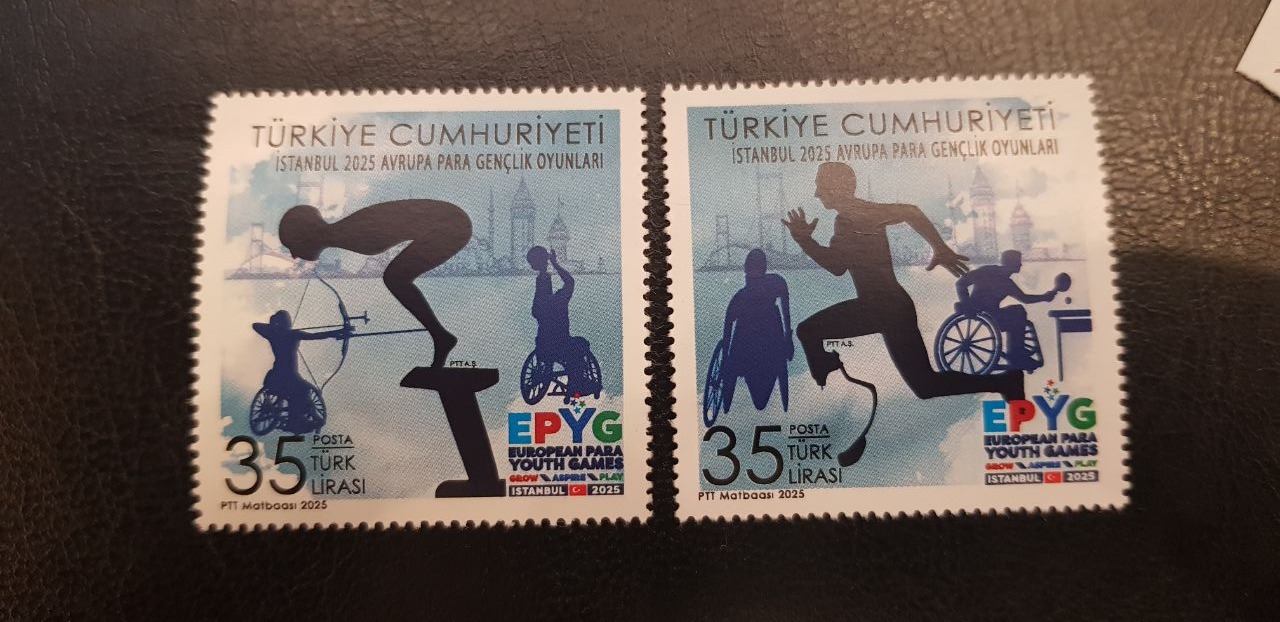 TÜRKİYE CUMHURİYETİ
İSTANBUL 2025 AVRUPA PARA GENÇLİK OYUNLARI
PTT A.Ş.
EPYG
EUROPEAN PARA
YOUTH GAMES
GROW ASPIRE PLAY
ISTANBUL 2025
35 POSTA
TÜRK
LİRASI
PTT Matbaası 2025
TÜRKİYE CUMHURİYETİ
İSTANBUL 2025 AVRUPA PARA GENÇLİK OYUNLARI
PTT A.Ş.
EPYG
EUROPEAN PARA
YOUTH GAMES
GROW ASPIRE PLAY
ISTANBUL 2025
35 POSTA
TÜRK
LİRASI
PTT Matbaası 2025